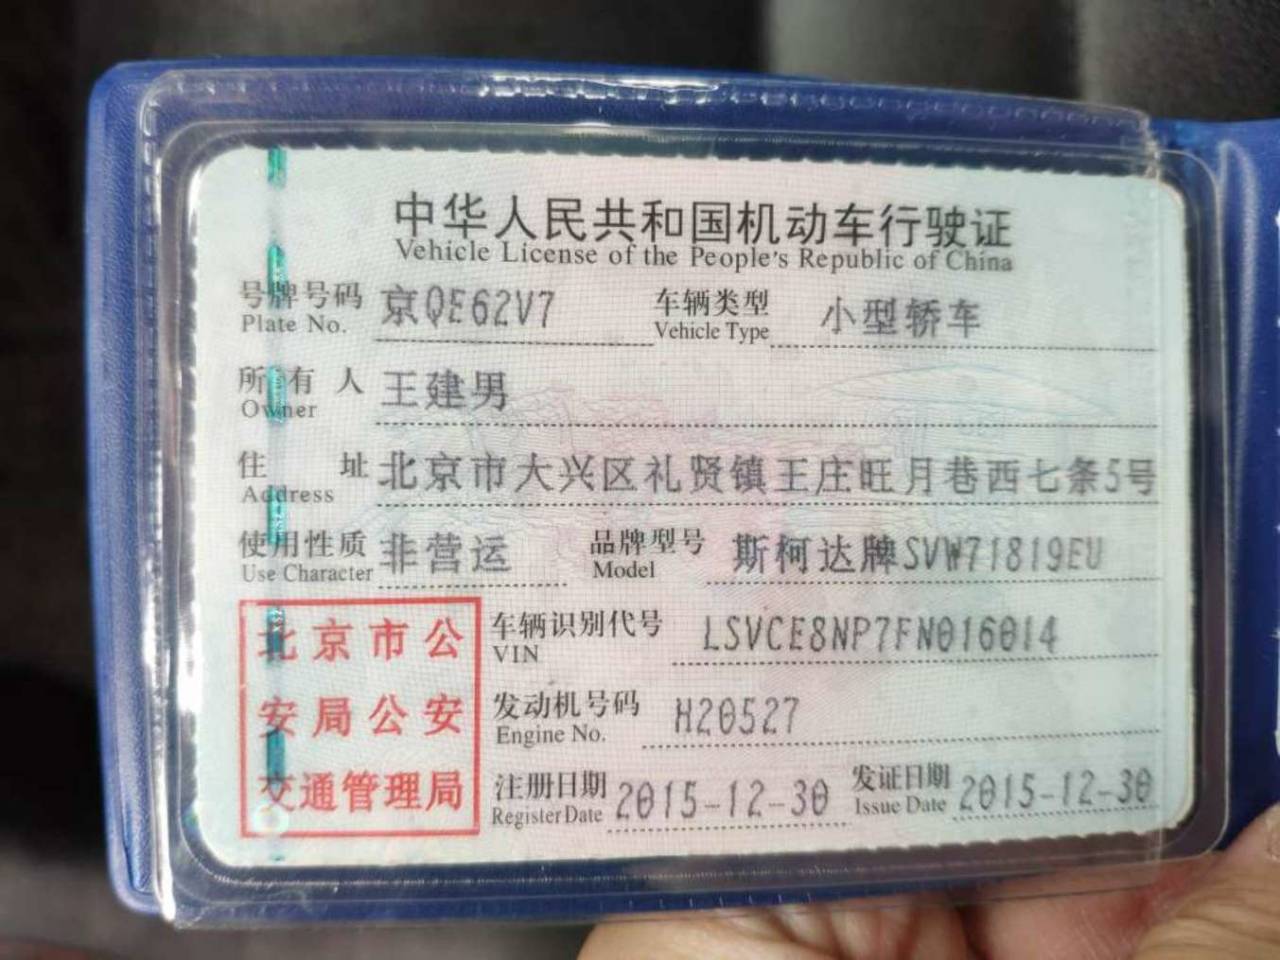 中华人民共和国机动车行驶证
Vehicle License of the People's Republic of China
号牌号码 京QE62V7 车辆类型 小型轿车
Plate No. Vehicle Type
所有人 王建男
Owner
住址 北京市大兴区礼贤镇王庄旺月巷西七条5号
Address
使用性质 非营运 品牌型号 斯柯达牌SVW71819EU
Use Character Model
北京市公
安局公安
交通管理局
车辆识别代号 LSVCE8NP7FN016014
VIN
发动机号码 H20527
Engine No.
注册日期 2015-12-30 发证日期 2015-12-30
Register Date Issue Date